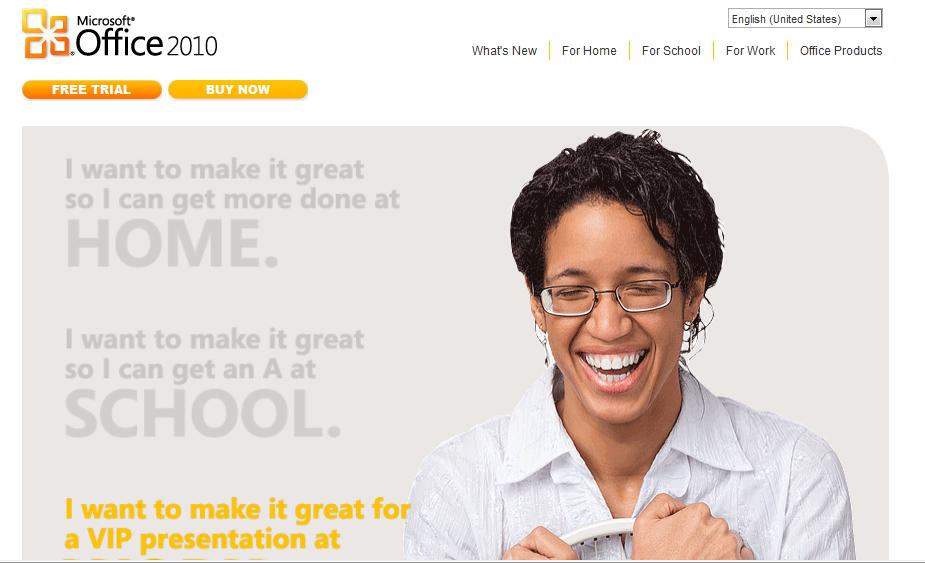 Microsoft®
Office 2010
English (United States)
What's New
For Home
For School
For Work
Office Products
FREE TRIAL
BUY NOW
I want to make it great
so I can get more done at
HOME.
I want to make it great
so I can get an A at
SCHOOL.
I want to make it great for
a VIP presentation at